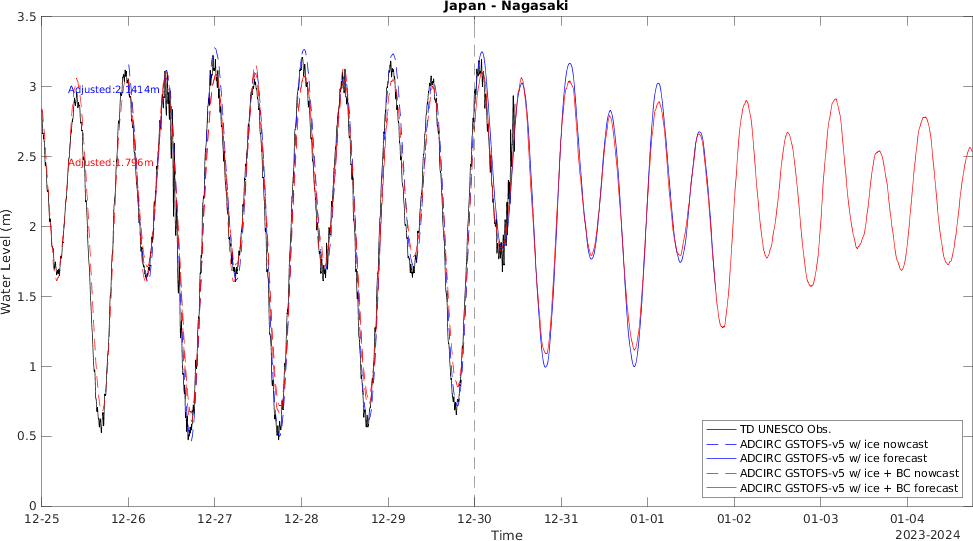 Japan - Nagasaki
3.5
3
2.5
2
1.5
1
0.5
0
Water Level (m)
Adjusted:2.1414m
Adjusted:1.796m
TD UNESCO Obs.
ADCIRC GSTOFS-v5 w/ ice nowcast
ADCIRC GSTOFS-v5 w/ ice forecast
ADCIRC GSTOFS-v5 w/ ice + BC nowcast
ADCIRC GSTOFS-v5 w/ ice + BC forecast
12-25 12-26 12-27 12-28 12-29 12-30 12-31 01-01 01-02 01-03 01-04
Time
2023-2024